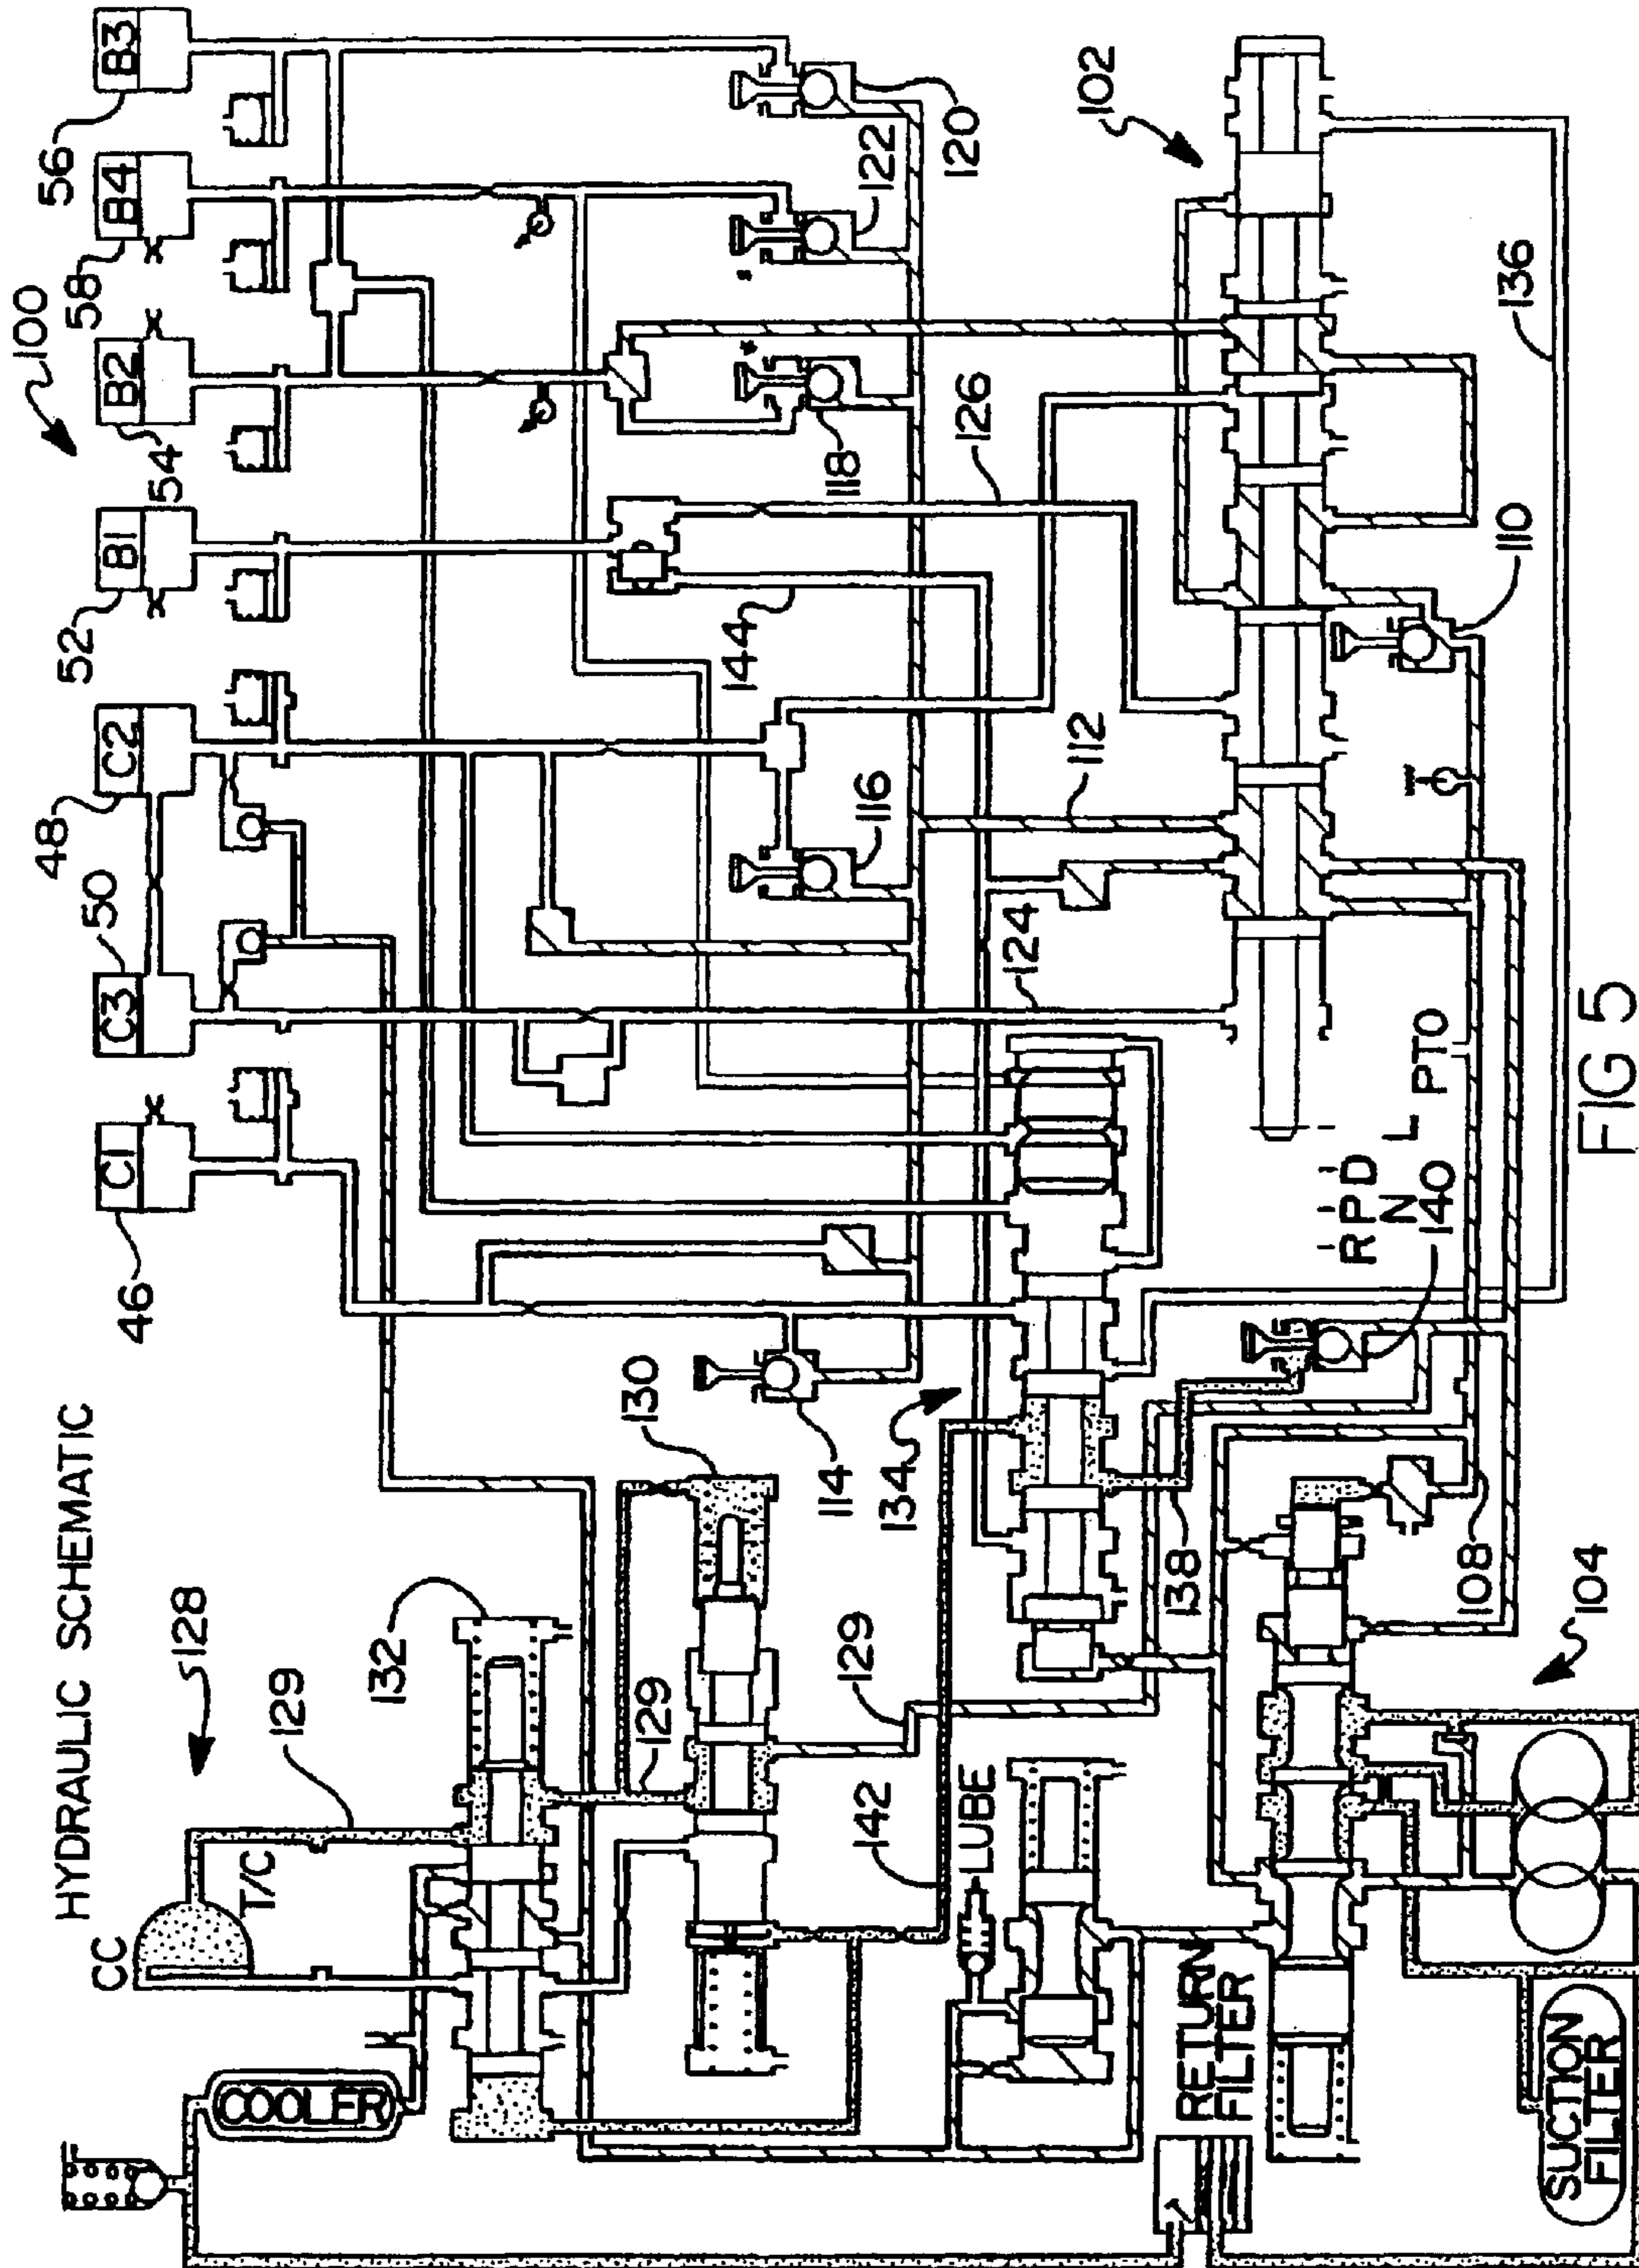 HYDRAULIC SCHEMATIC
100
46
C1
50
C3
48
C2
52
B1
54
B2
58
B4
56
B3
CC
T/C
128
129
132
129
130
COOLER
114
134
124
116
112
144
118
126
122
120
102
142
129
LUBE
138
140
R P D
N
L
PTO
110
136
RETURN
FILTER
108
104
SUCTION
FILTER
FIG 5